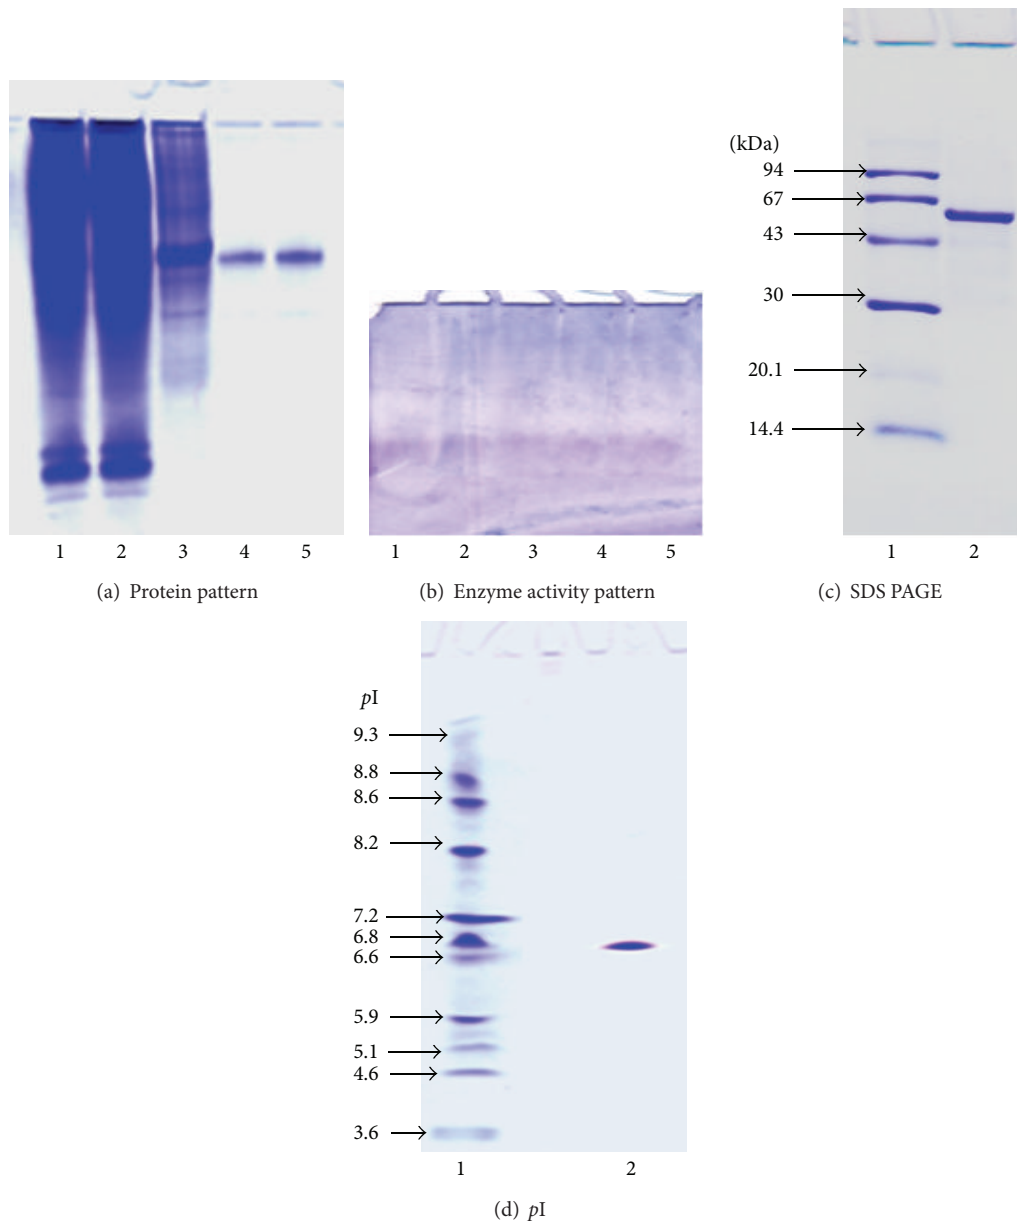 (kDa)
94
67
43
30
20.1
14.4
1 2 3 4 5
1 2 3 4 5
1 2
(a) Protein pattern
(b) Enzyme activity pattern
(c) SDS PAGE
pI
9.3
8.8
8.6
8.2
7.2
6.8
6.6
5.9
5.1
4.6
3.6
1 2
(d) pI